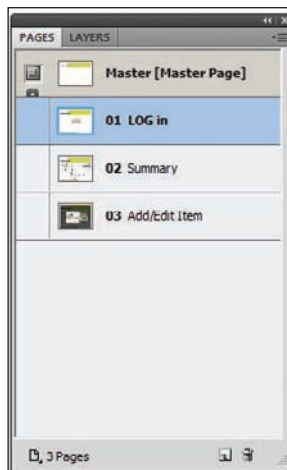 PAGES LAYERS
Master [Master Page]
01 LOG in
02 Summary
03 Add/Edit Item
3 Pages